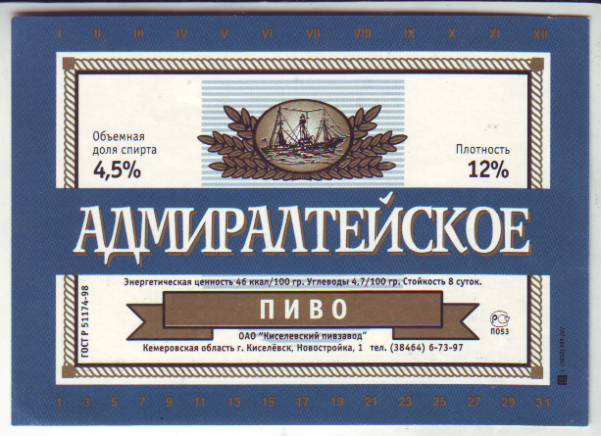 I II III IV V VI VII VIII IX X XI XII
Объемная
доля спирта
4,5%
Плотность
12%
АДМИРАЛТЕЙСКОЕ
Энергетическая ценность 46 ккал/100 гр. Углеводы 4,7/100 гр. Стойкость 8 суток.
ПИВО
ГОСТ Р 51174-98
РСТ
ПО53
ОАО "Киселевский пивзавод"
Кемеровская область г. Киселёвск, Новостройка, 1 тел. (38464) 6-73-97
1 3 5 7 9 11 13 15 17 19 21 23 25 27 29 31